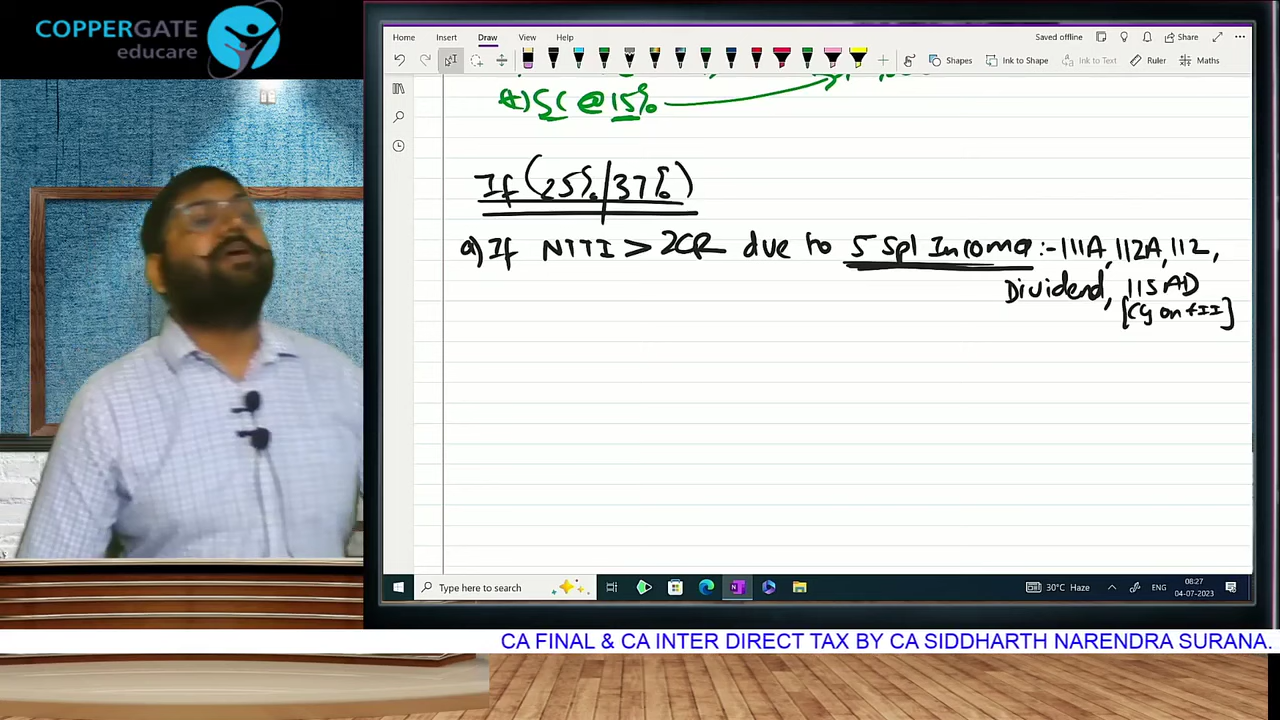 COPPERGATE
educare
Home Insert Draw View Help
Saved offline
Share
Shapes
Ink to Shape
Ink to Text
Ruler
Maths
SC @ 15%
If (25% / 37%)
a) If NTTI > 2CR due to 5 Spl Income :- 111A, 112A, 112,
Dividend, 115AD
[CG on FII]
Type here to search
30°C Haze
ENG
08:27
04-07-2023
CA FINAL & CA INTER DIRECT TAX BY CA SIDDHARTH NARENDRA SURANA.